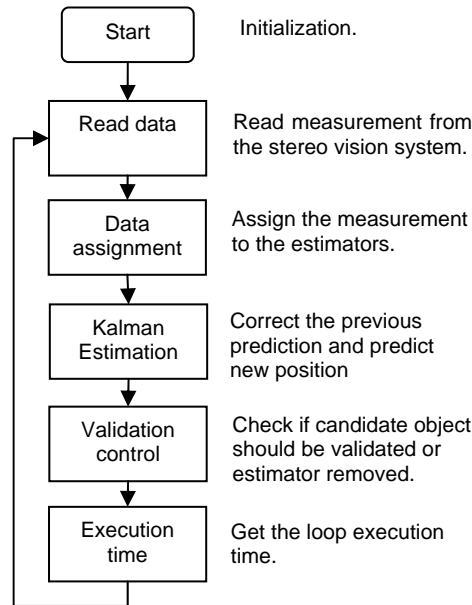 Start
Initialization.
Read data
Read measurement from
the stereo vision system.
Data
assignment
Assign the measurement
to the estimators.
Kalman
Estimation
Correct the previous
prediction and predict
new position
Validation
control
Check if candidate object
should be validated or
estimator removed.
Execution
time
Get the loop execution
time.